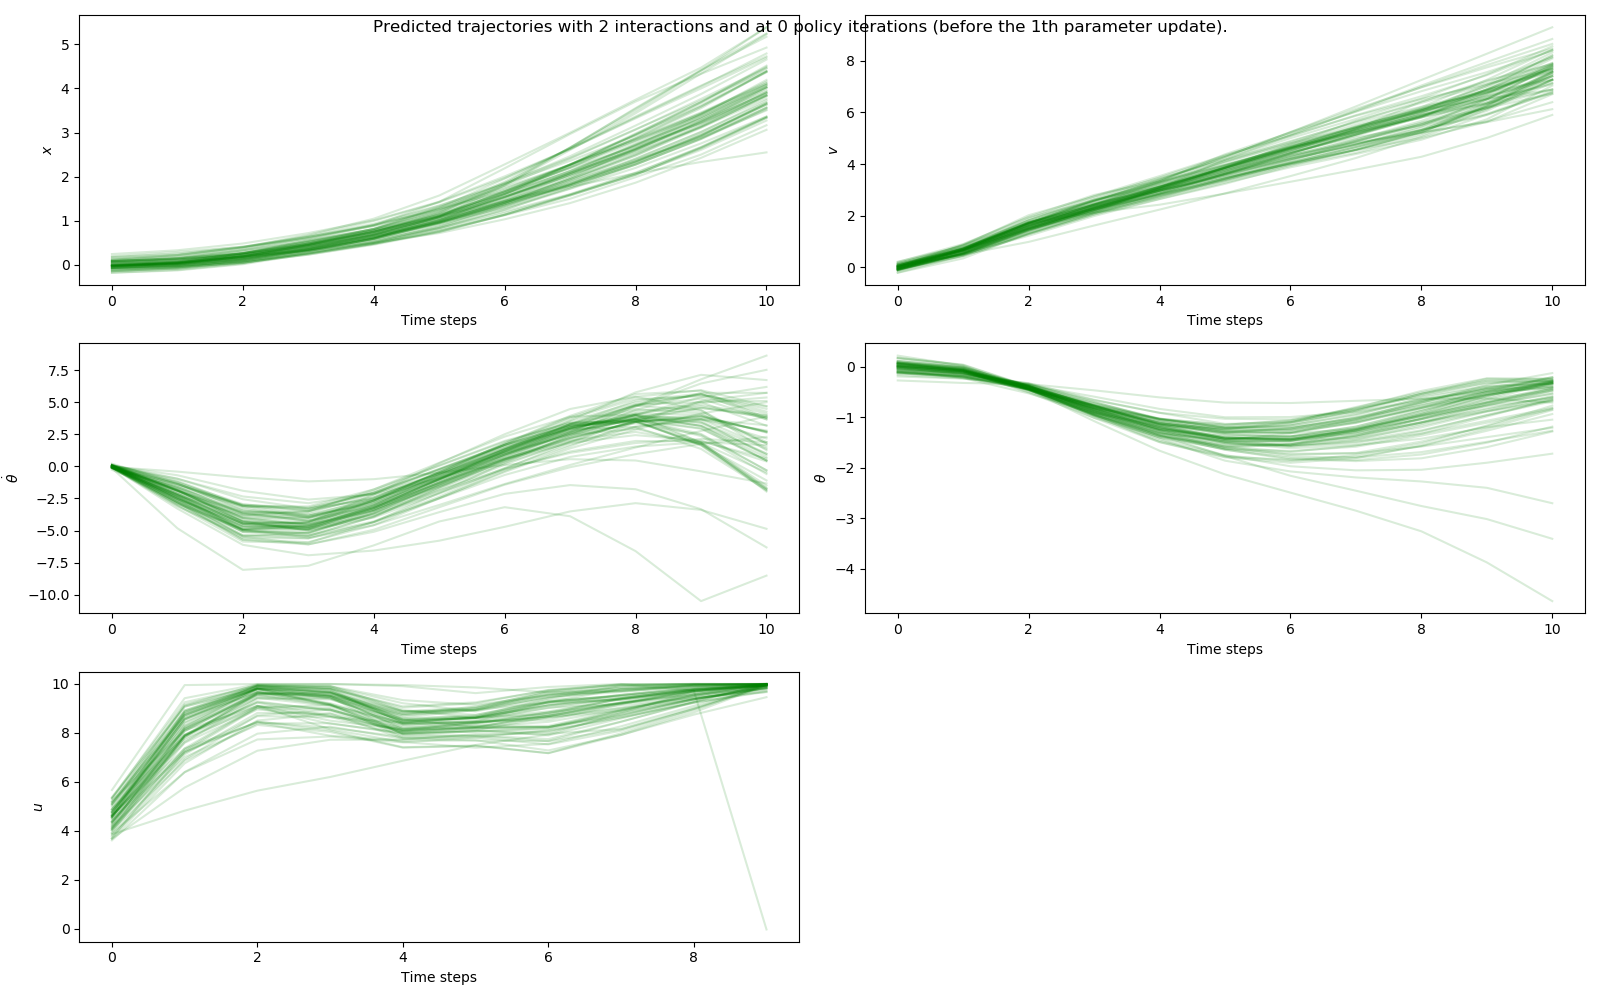 Predicted trajectories with 2 interactions and at 0 policy iterations (before the 1th parameter update).
5
4
3
2
1
0
x
0 2 4 6 8 10
Time steps
8
6
4
2
0
v
0 2 4 6 8 10
Time steps
7.5
5.0
2.5
0.0
−2.5
−5.0
−7.5
−10.0
θ̇
0 2 4 6 8 10
Time steps
0
−1
−2
−3
−4
θ
0 2 4 6 8 10
Time steps
10
8
6
4
2
0
u
0 2 4 6 8
Time steps